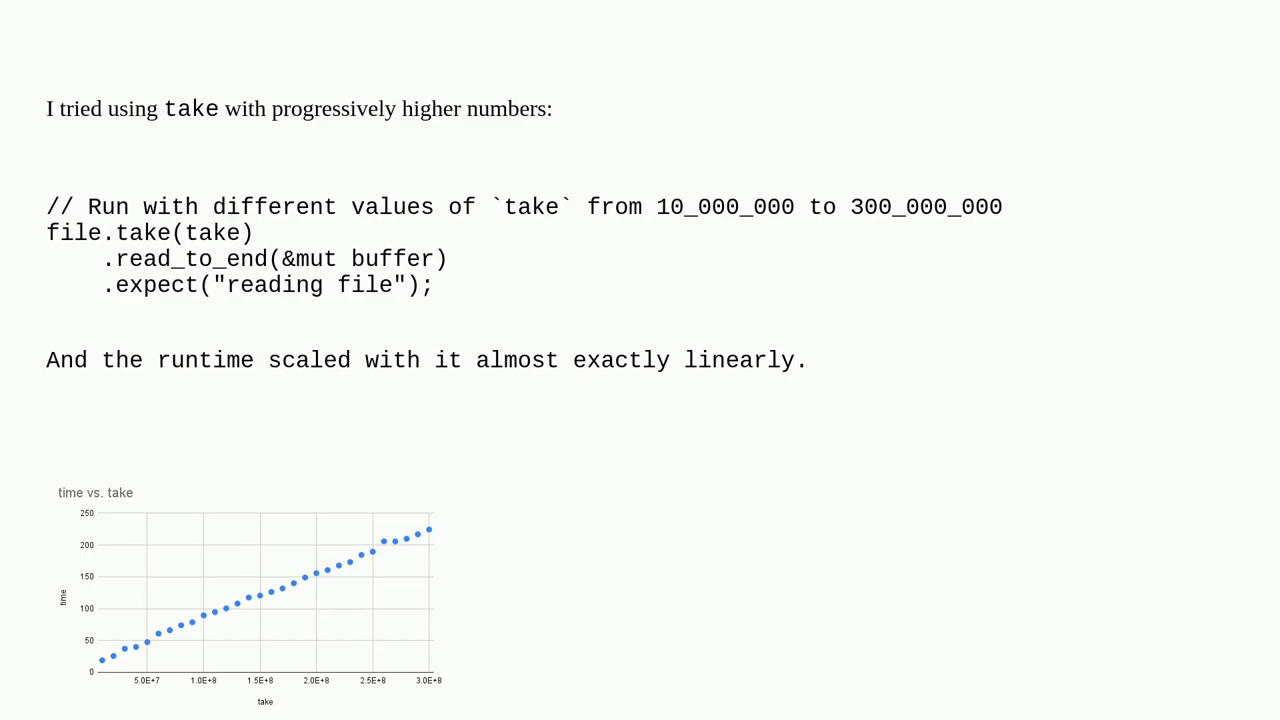 I tried using take with progressively higher numbers:
// Run with different values of `take` from 10_000_000 to 300_000_000
file.take(take)
    .read_to_end(&mut buffer)
    .expect("reading file");
And the runtime scaled with it almost exactly linearly.
time vs. take
250
200
150
100
50
0
time
5.0E+7 1.0E+8 1.5E+8 2.0E+8 2.5E+8 3.0E+8
take